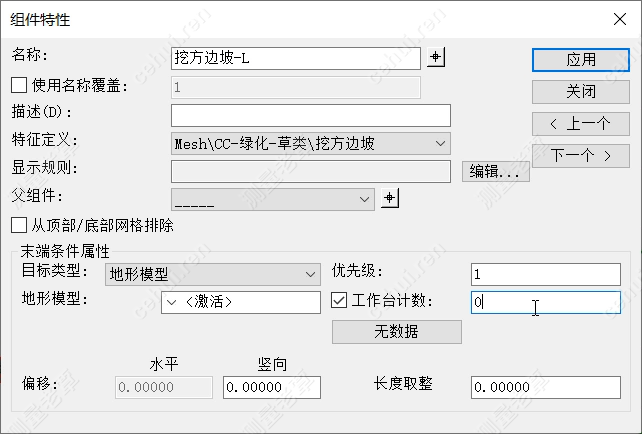 组件特性
名称: 挖方边坡-L 应用
使用名称覆盖: 1 关闭
描述(D): < 上一个
特征定义: Mesh\CC-绿化-草类\挖方边坡 下一个 >
显示规则: 编辑...
父组件: _____
从顶部/底部网格排除
末端条件属性
目标类型: 地形模型 优先级: 1
地形模型: <激活> 工作台计数: 0
无数据
水平 竖向
偏移: 0.00000 0.00000 长度取整 0.00000